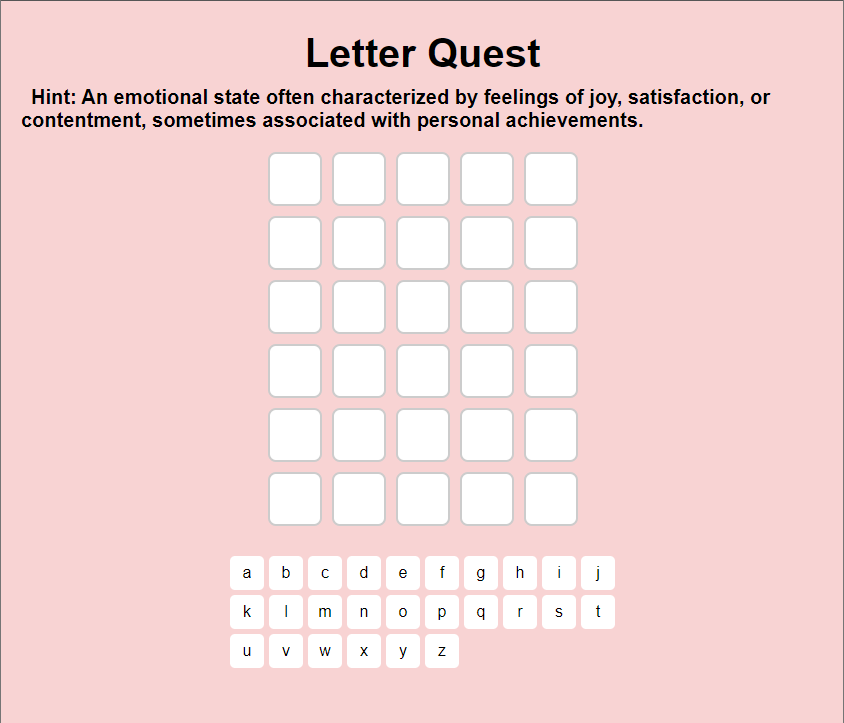 Letter Quest
Hint: An emotional state often characterized by feelings of joy, satisfaction, or
contentment, sometimes associated with personal achievements.
a b c d e f g h i j
k l m n o p q r s t
u v w x y z